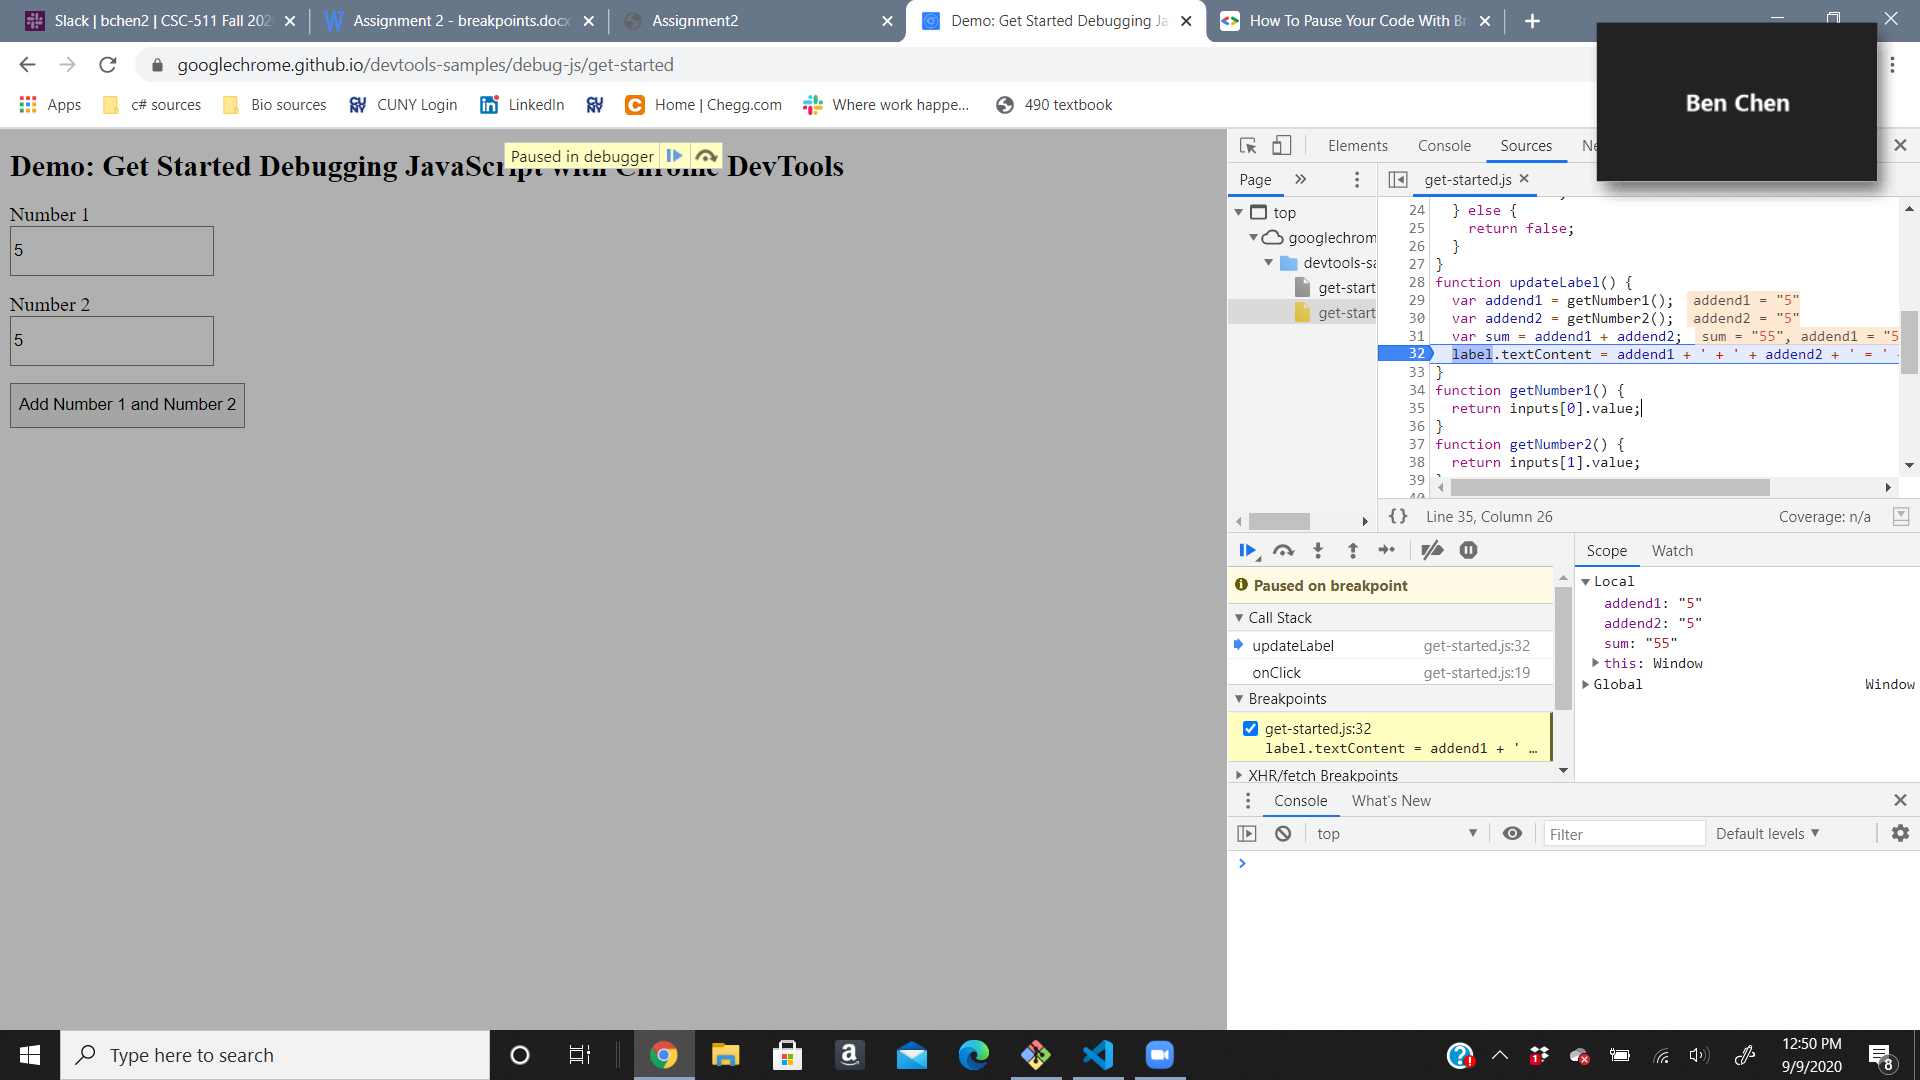 Slack | bchen2 | CSC-511 Fall 202
Assignment 2 - breakpoints.docx
Assignment2
Demo: Get Started Debugging Ja
How To Pause Your Code With Br
googlechrome.github.io/devtools-samples/debug-js/get-started
Apps
c# sources
Bio sources
CUNY Login
LinkedIn
Home | Chegg.com
Where work happe...
490 textbook
Ben Chen
Paused in debugger
Demo: Get Started Debugging JavaScript with Chrome DevTools
Number 1
5
Number 2
5
Add Number 1 and Number 2
Elements
Console
Sources
Ne
Page
get-started.js
top
googlechrom
devtools-sa
get-start
get-start
24 } else {
25 return false;
26 }
27 }
28 function updateLabel() {
29 var addend1 = getNumber1(); addend1 = "5"
30 var addend2 = getNumber2(); addend2 = "5"
31 var sum = addend1 + addend2; sum = "55", addend1 = "5
32 label.textContent = addend1 + ' + ' + addend2 + ' = ' +
33 }
34 function getNumber1() {
35 return inputs[0].value;
36 }
37 function getNumber2() {
38 return inputs[1].value;
39 }
40
{} Line 35, Column 26
Coverage: n/a
Paused on breakpoint
Call Stack
updateLabel get-started.js:32
onClick get-started.js:19
Breakpoints
get-started.js:32
label.textContent = addend1 + ' …
XHR/fetch Breakpoints
Scope
Watch
Local
addend1: "5"
addend2: "5"
sum: "55"
this: Window
Global Window
Console
What's New
top
Filter
Default levels
Type here to search
12:50 PM
9/9/2020
8